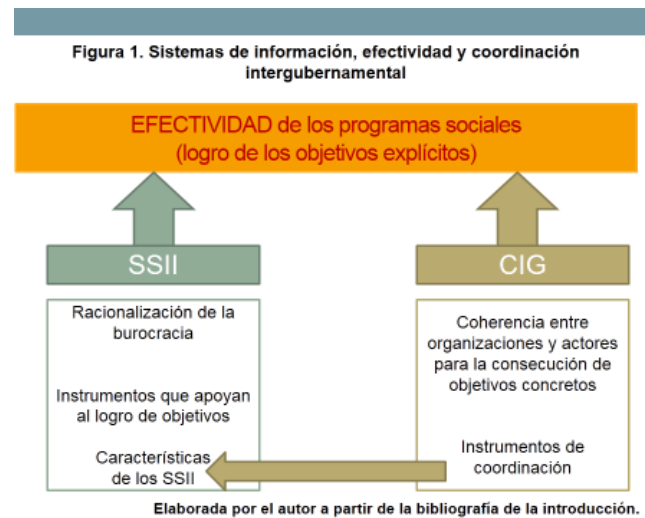 Figura 1. Sistemas de información, efectividad y coordinación
intergubernamental
EFECTIVIDAD de los programas sociales
(logro de los objetivos explícitos)
SSII
Racionalización de la
burocracia
Instrumentos que apoyan
al logro de objetivos
Características
de los SSII
CIG
Coherencia entre
organizaciones y actores
para la consecución de
objetivos concretos
Instrumentos de
coordinación
Elaborada por el autor a partir de la bibliografía de la introducción.